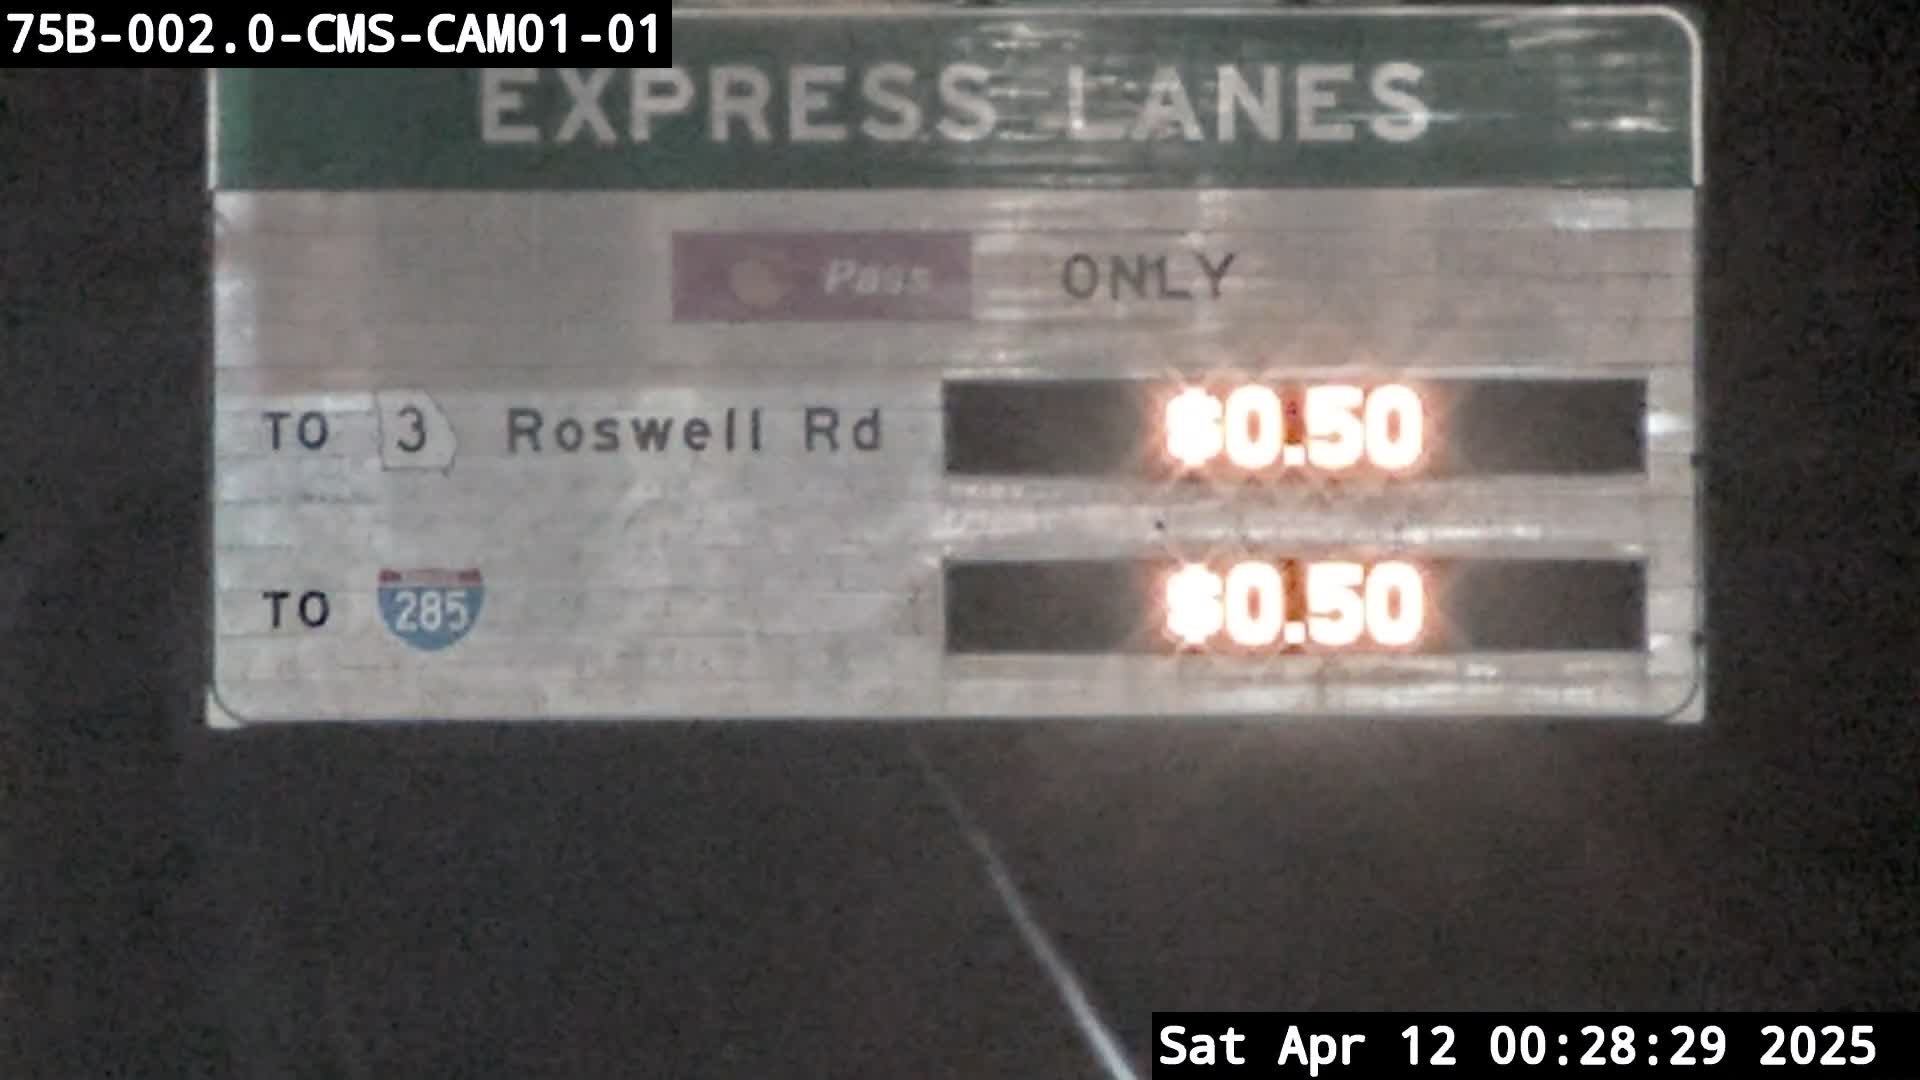 75B-002.0-CMS-CAM01-01
EXPRESS LANES
Pass ONLY
TO 3 Roswell Rd $0.50
TO 285 $0.50
Sat Apr 12 00:28:29 2025